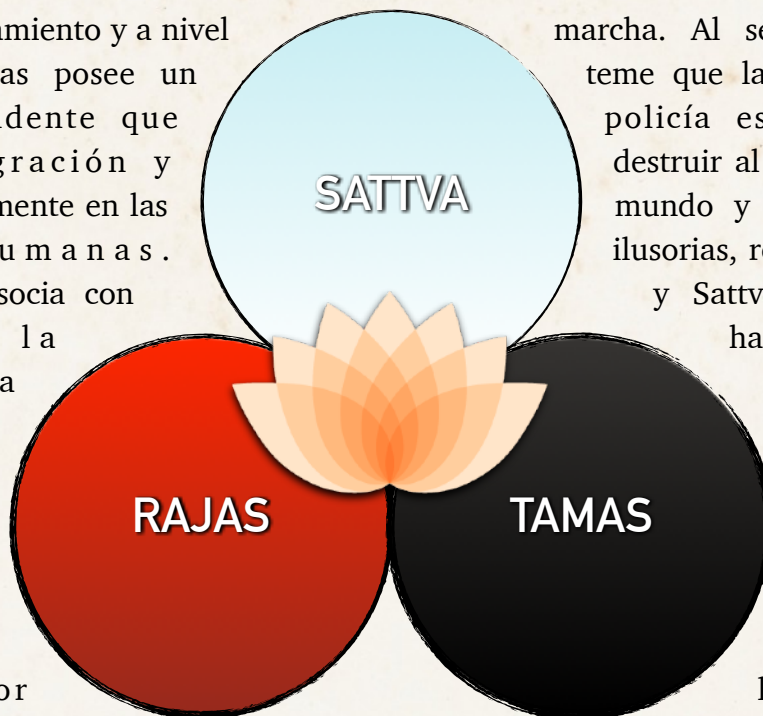 amiento y a nivel
as posee un
dente que
gración y
mente en las
umanas.
socia con
la
a
or
SATTVA
RAJAS
TAMAS
marcha. Al se
teme que la
policía es
destruir al
mundo y
ilusorias, re
y Sattv
ha